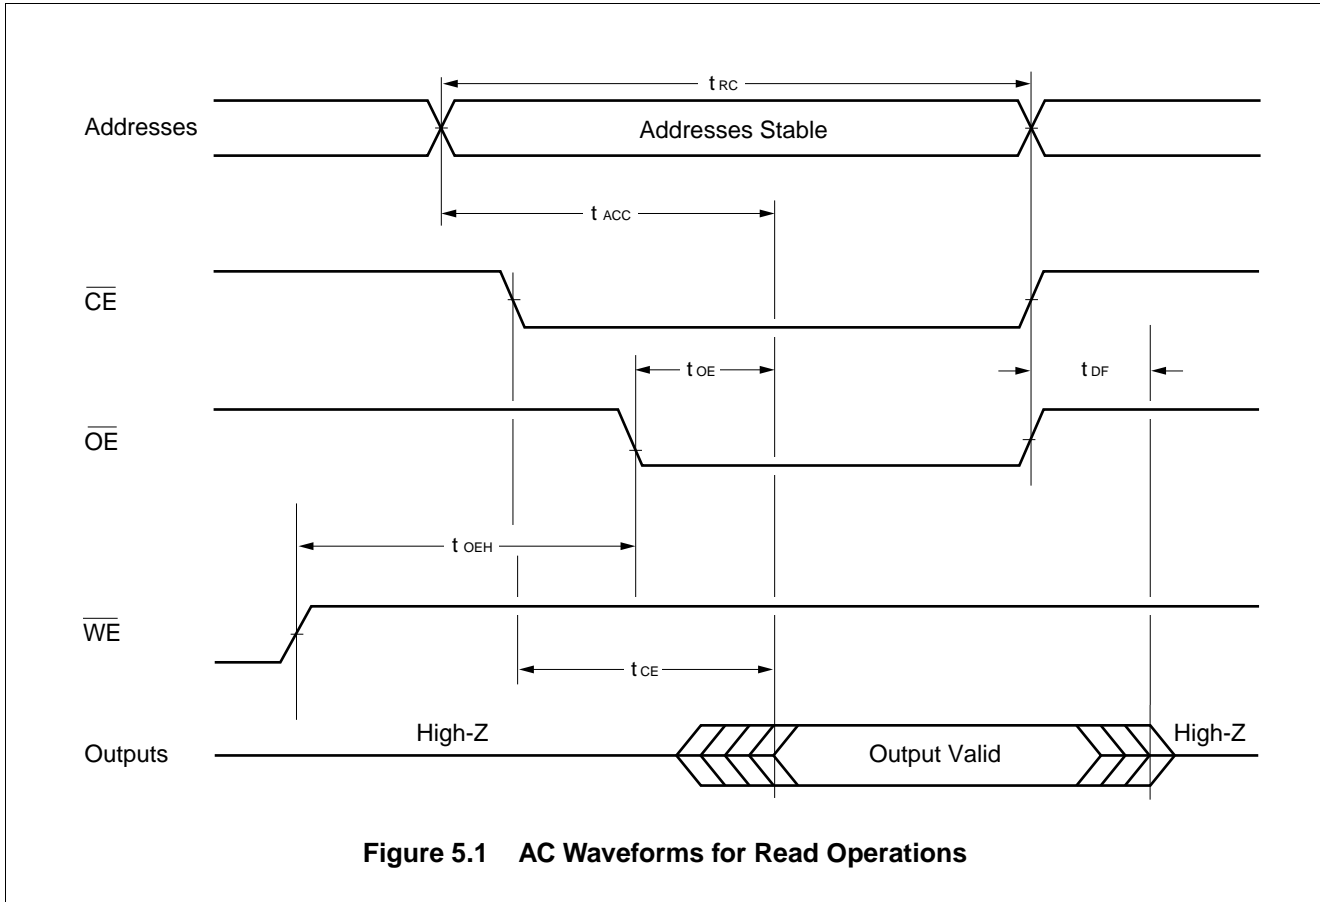 t RC
Addresses
Addresses Stable
t ACC
CE
t OE
t DF
OE
t OEH
WE
t CE
High-Z
High-Z
Outputs
Output Valid
Figure 5.1 AC Waveforms for Read Operations